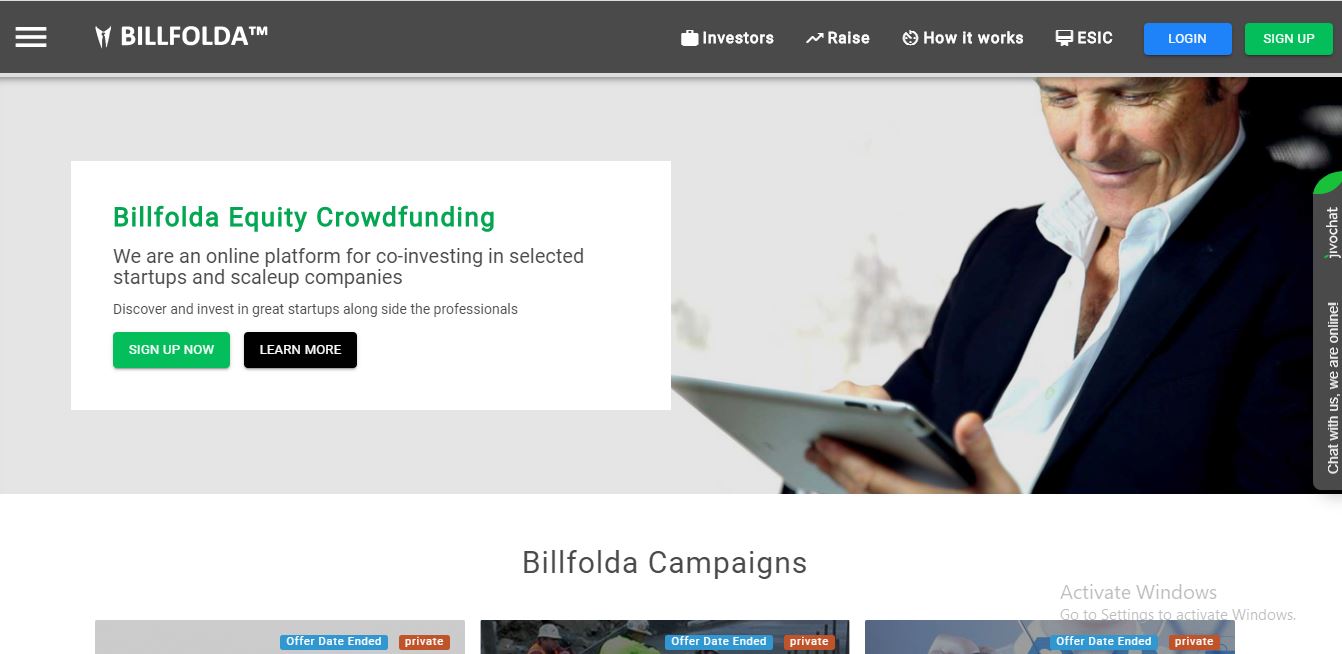 BILLFOLDA™
Investors
Raise
How it works
ESIC
LOGIN
SIGN UP
Billfolda Equity Crowdfunding
We are an online platform for co-investing in selected
startups and scaleup companies
Discover and invest in great startups along side the professionals
SIGN UP NOW
LEARN MORE
jivochat
Chat with us, we are online!
Billfolda Campaigns
Activate Windows
Go to Settings to activate Windows.
Offer Date Ended
private
Offer Date Ended
private
Offer Date Ended
private